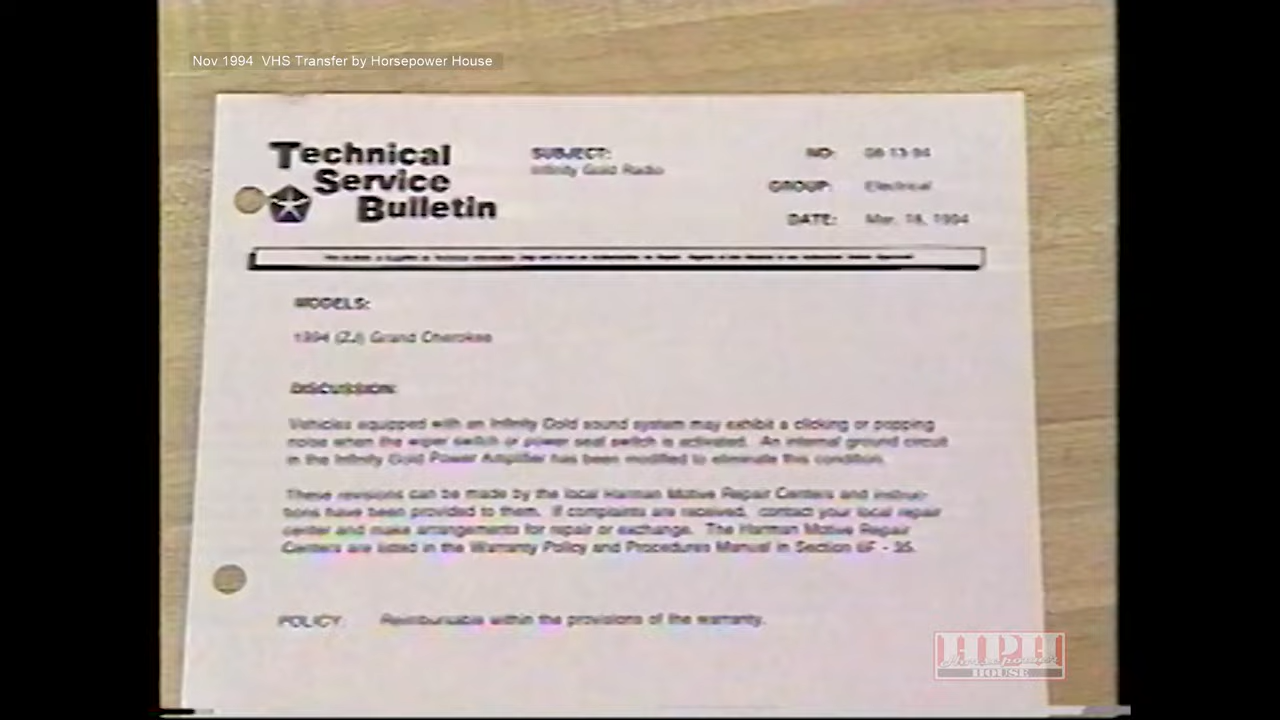 Nov 1994  VHS Transfer by Horsepower House
Technical
Service
Bulletin
SUBJECT:
Infinity Gold Radio
NO: 08-13-94
GROUP: Electrical
DATE: Mar. 18, 1994
MODELS:
1994 (ZJ) Grand Cherokee
DISCUSSION:
Vehicles equipped with an Infinity Gold sound system may exhibit a clicking or popping
noise when the wiper switch or power seat switch is activated. An internal ground circuit
in the Infinity Gold Power Amplifier has been modified to eliminate this condition.
These revisions can be made by the local Harman Motive Repair Centers and instruc-
tions have been provided to them. If complaints are received, contact your local repair
center and make arrangements for repair or exchange. The Harman Motive Repair
Centers are listed in the Warranty Policy and Procedures Manual in Section
POLICY: Reimbursable within the provisions of the warranty.
HPH
Horsepower
HOUSE